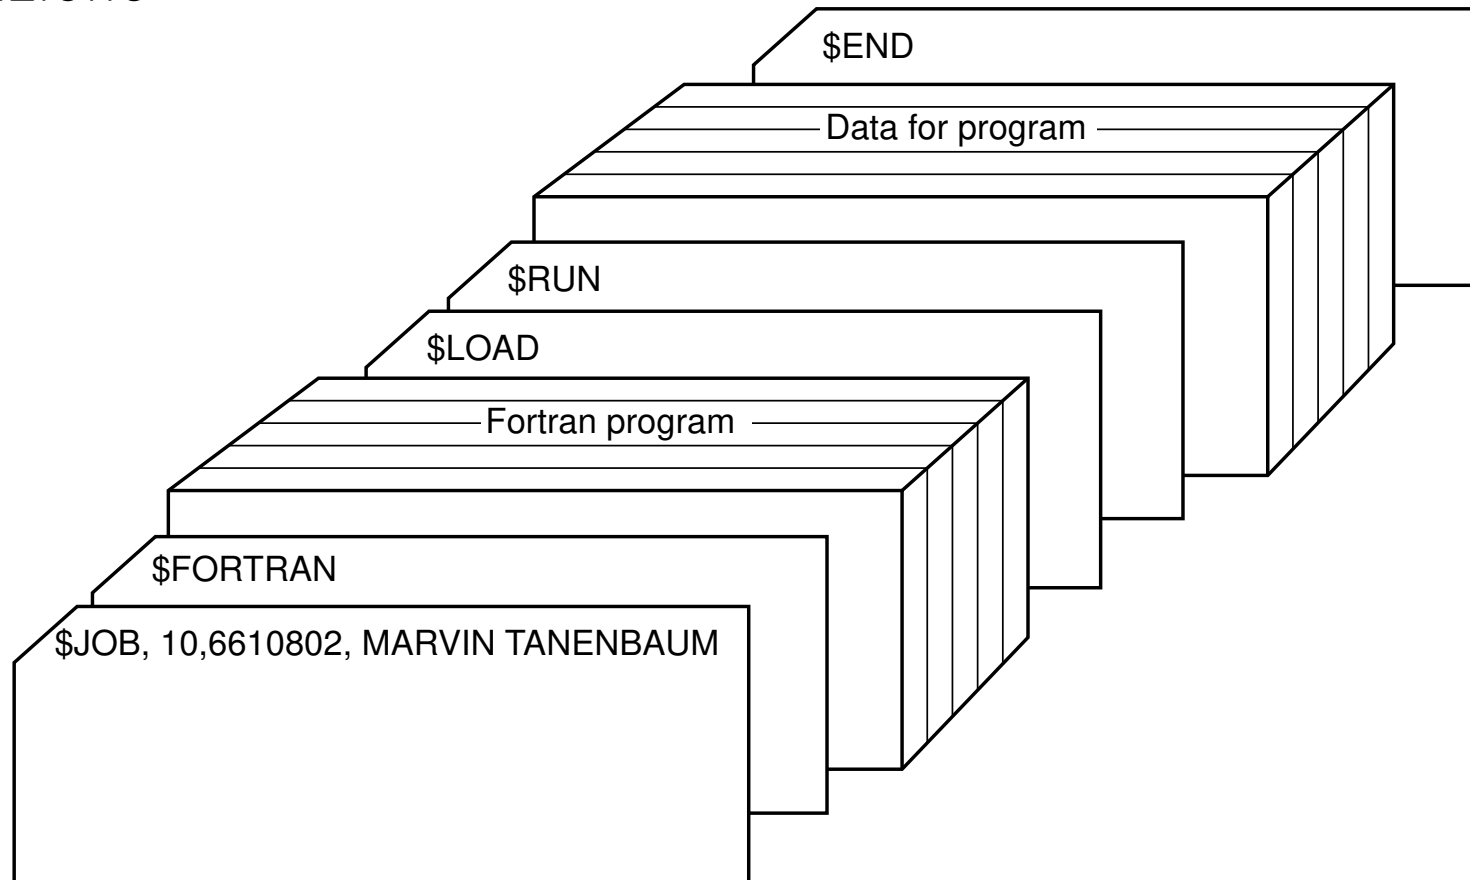 $END
Data for program
$RUN
$LOAD
Fortran program
$FORTRAN
$JOB, 10,6610802, MARVIN TANENBAUM